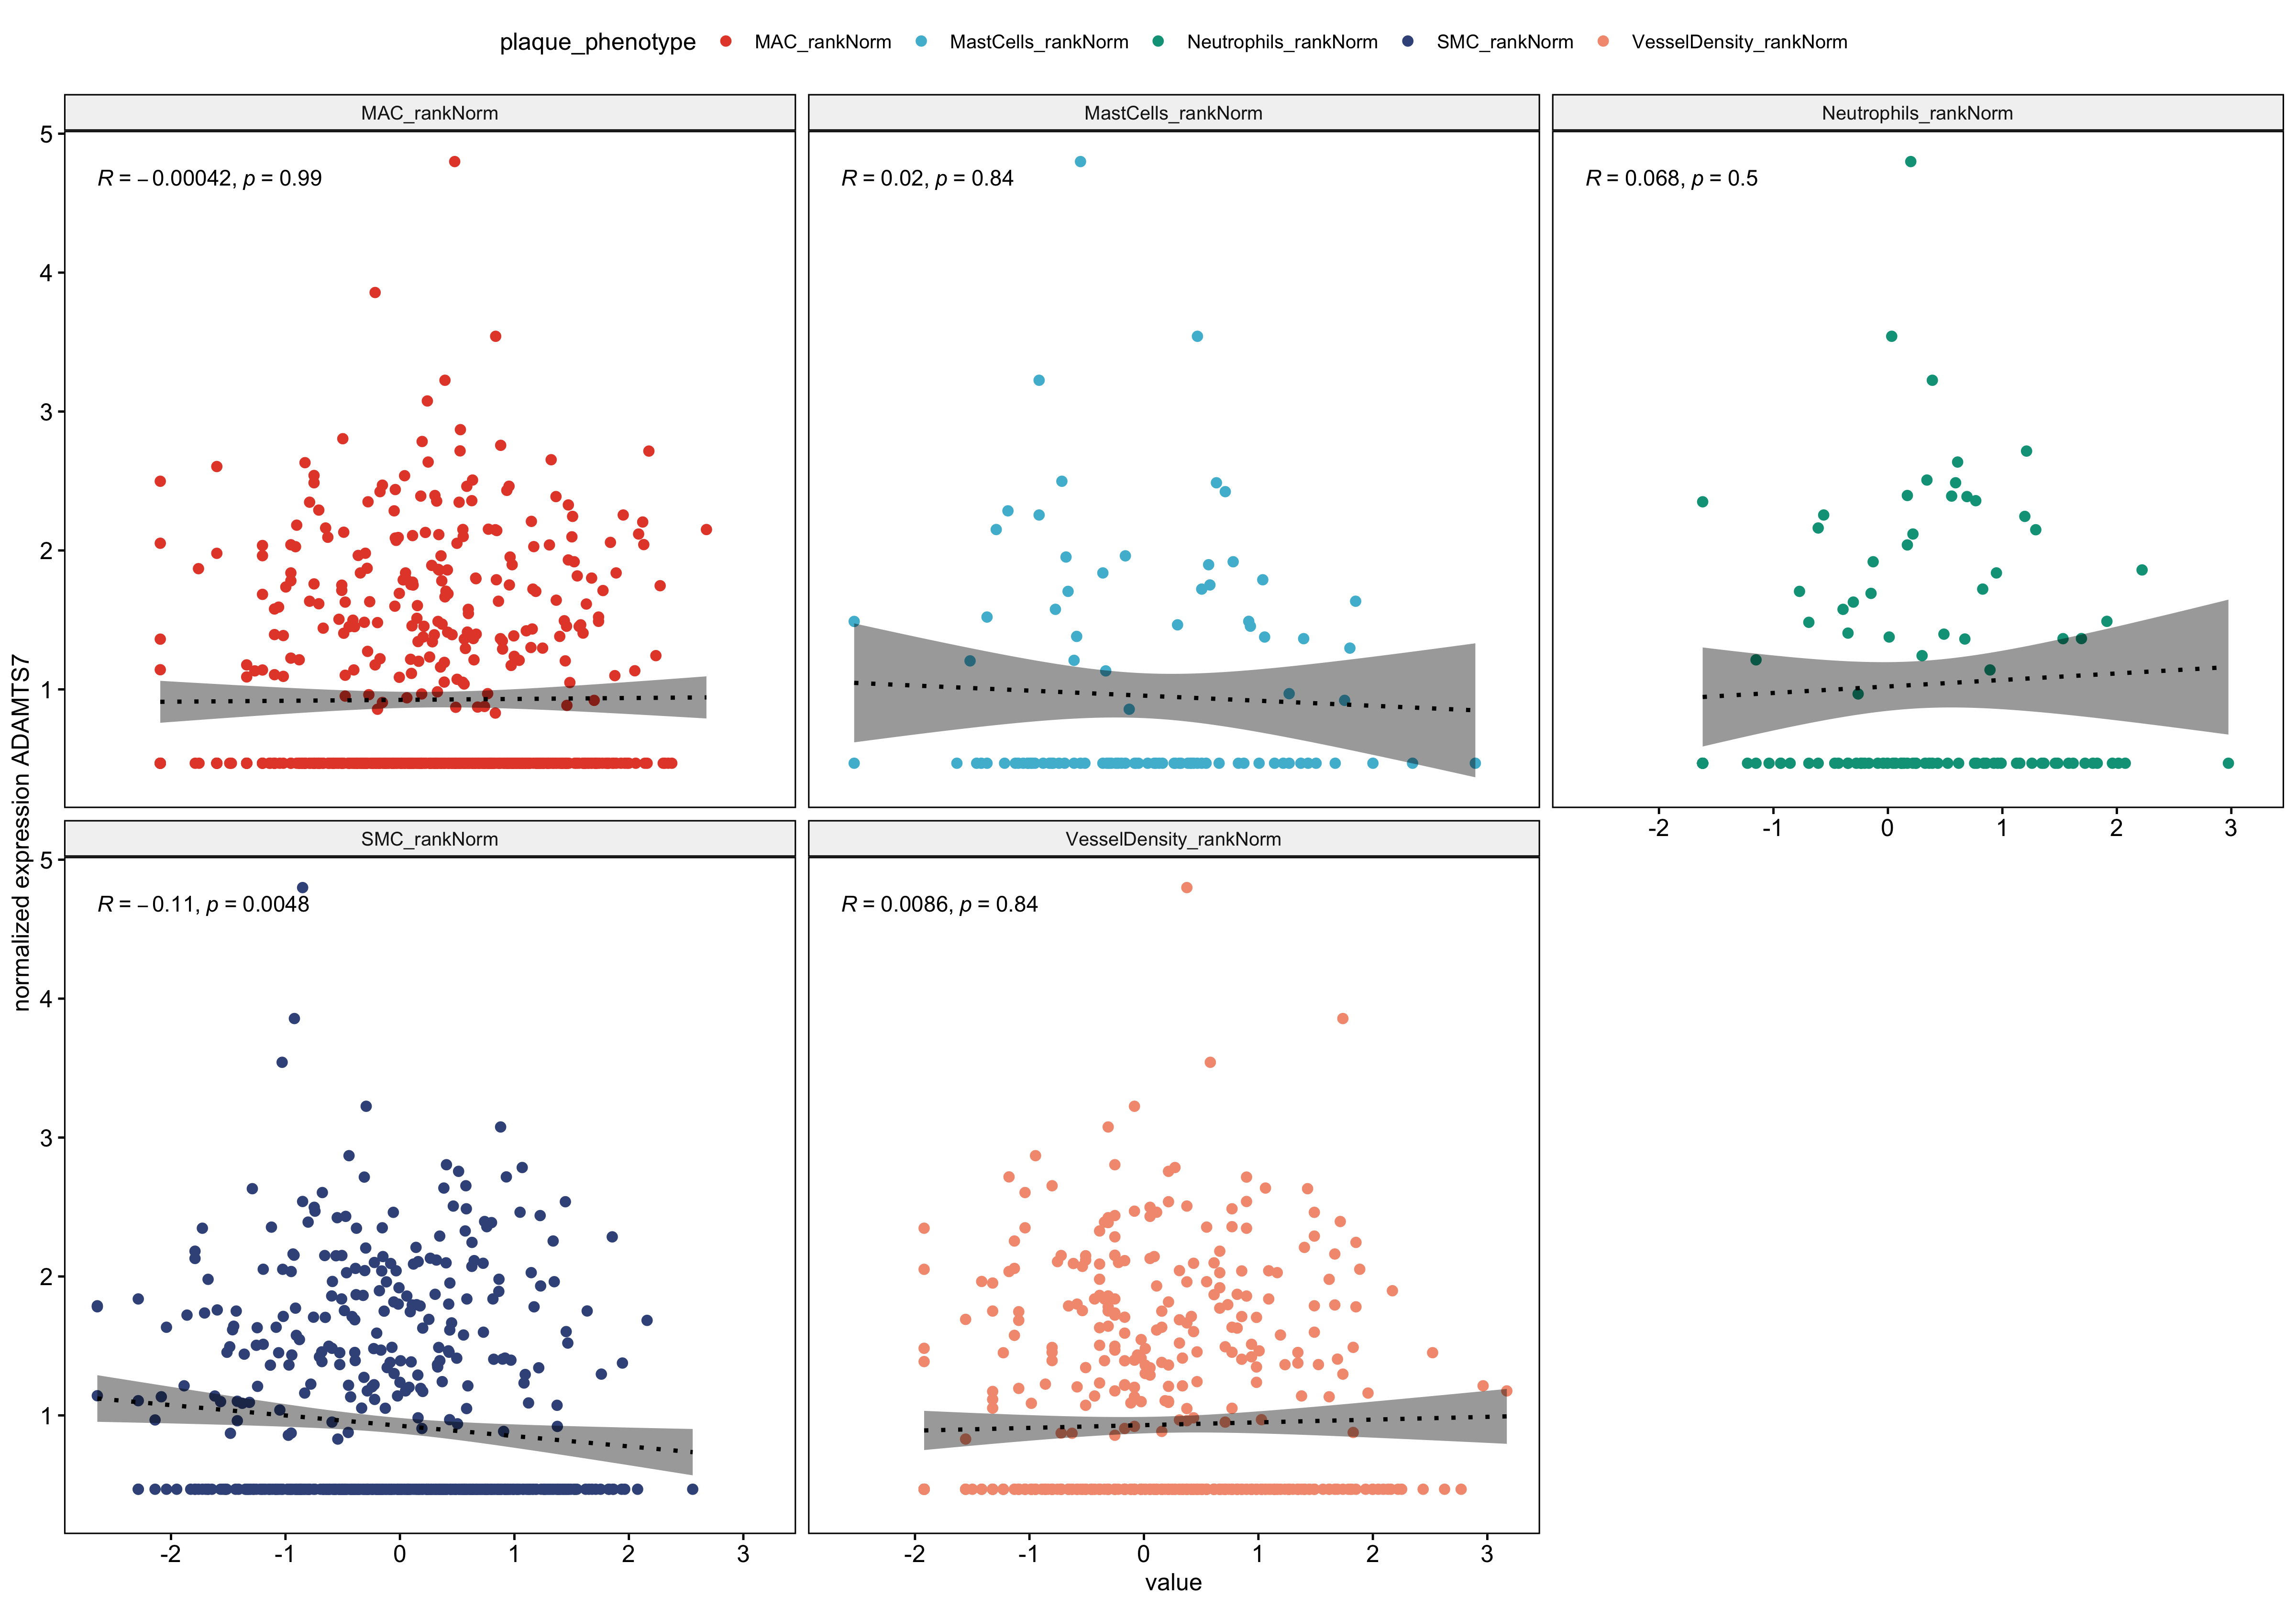 plaque_phenotype MAC_rankNorm MastCells_rankNorm Neutrophils_rankNorm SMC_rankNorm VesselDensity_rankNorm
MAC_rankNorm MastCells_rankNorm Neutrophils_rankNorm
R = −0.00042, p = 0.99
R = 0.02, p = 0.84
R = 0.068, p = 0.5
5
4
3
2
1
-2 -1 0 1 2 3
SMC_rankNorm VesselDensity_rankNorm
R = −0.11, p = 0.0048
R = 0.0086, p = 0.84
5
4
3
2
1
-2 -1 0 1 2 3
-2 -1 0 1 2 3
value
normalized expression ADAMTS7